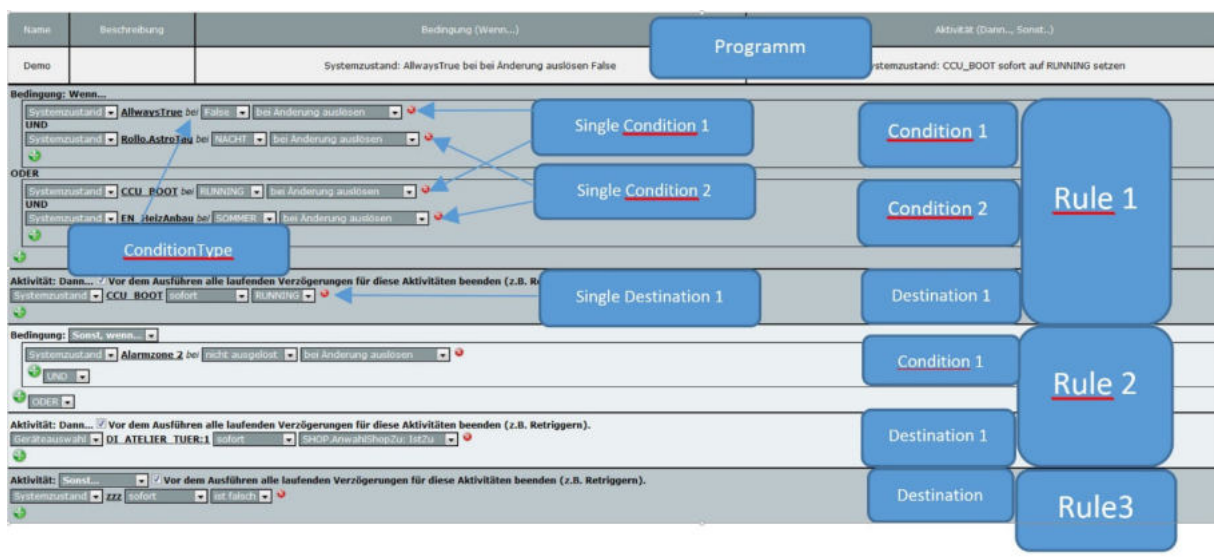 Name Beschreibung Bedingung (Wenn...) Aktivität (Dann.., Sonst..)
Programm
Demo Systemzustand: AllwaysTrue bei bei Änderung auslösen False ystemzustand: CCU_BOOT sofort auf RUNNING setzen
Bedingung: Wenn...
Systemzustand AllwaysTrue bei False bei Änderung auslösen
UND
Systemzustand Rollo.AstroTag bei NACHT bei Änderung auslösen
Single Condition 1
Condition 1
ODER
Systemzustand CCU_BOOT bei RUNNING bei Änderung auslösen
UND
Systemzustand EN_HeizAnbau bei SOMMER bei Änderung auslösen
Single Condition 2
Condition 2
Rule 1
ConditionType
Aktivität: Dann... Vor dem Ausführen alle laufenden Verzögerungen für diese Aktivitäten beenden (z.B. Re
Systemzustand CCU_BOOT sofort RUNNING
Single Destination 1
Destination 1
Bedingung: Sonst, wenn...
Systemzustand Alarmzone 2 bei nicht ausgelöst bei Änderung auslösen
UND
ODER
Condition 1
Rule 2
Aktivität: Dann... Vor dem Ausführen alle laufenden Verzögerungen für diese Aktivitäten beenden (z.B. Retriggern).
Geräteauswahl DI_ATELIER_TUER:1 sofort SHOP.AnwahlShopZu: IstZu
Destination 1
Aktivität: Sonst... Vor dem Ausführen alle laufenden Verzögerungen für diese Aktivitäten beenden (z.B. Retriggern).
Systemzustand zzz sofort ist falsch
Destination
Rule3